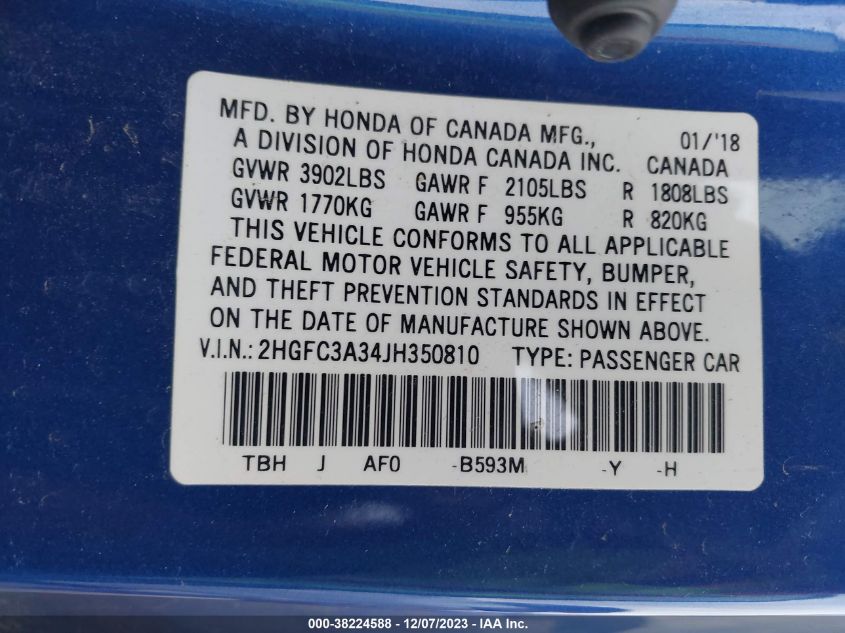 MFD. BY HONDA OF CANADA MFG., 01/'18
A DIVISION OF HONDA CANADA INC. CANADA
GVWR 3902LBS GAWR F 2105LBS R 1808LBS
GVWR 1770KG GAWR F 955KG R 820KG
THIS VEHICLE CONFORMS TO ALL APPLICABLE
FEDERAL MOTOR VEHICLE SAFETY, BUMPER,
AND THEFT PREVENTION STANDARDS IN EFFECT
ON THE DATE OF MANUFACTURE SHOWN ABOVE.
V.I.N.: 2HGFC3A34JH350810 TYPE: PASSENGER CAR
TBH J AF0 -B593M -Y -H
000-38224588 - 12/07/2023 - IAA Inc.